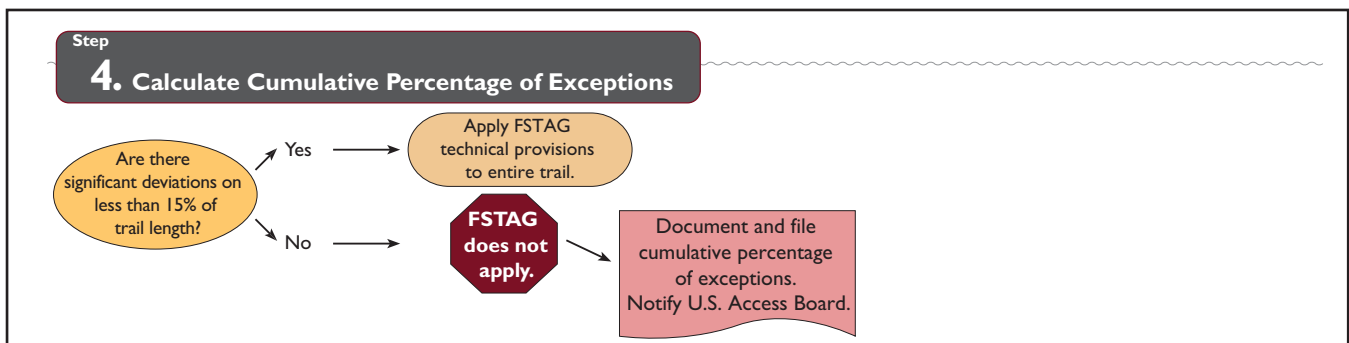 Step
4. Calculate Cumulative Percentage of Exceptions
Are there
significant deviations on
less than 15% of
trail length?
Yes
Apply FSTAG
technical provisions
to entire trail.
No
FSTAG
does not
apply.
Document and file
cumulative percentage
of exceptions.
Notify U.S. Access Board.